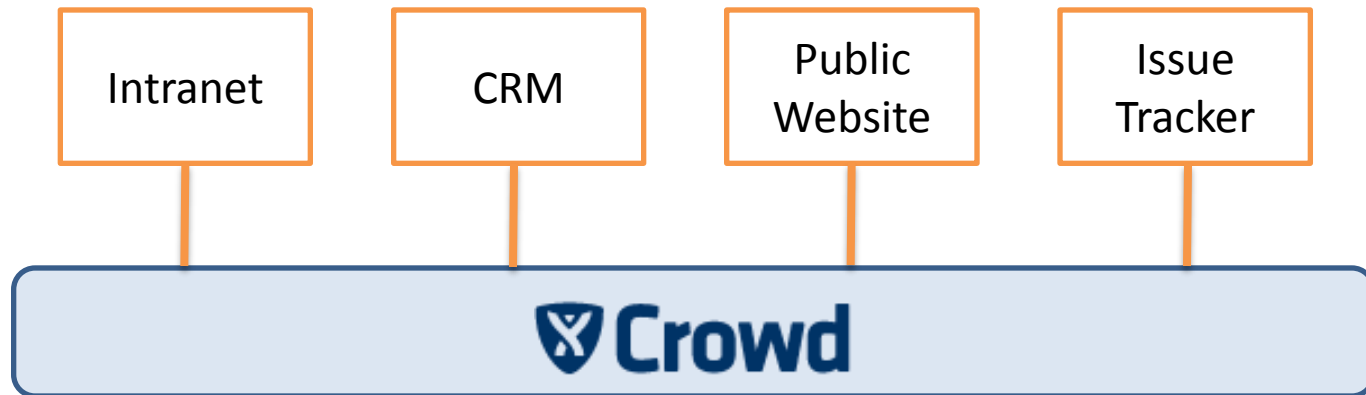 Intranet
CRM
Public
Website
Issue
Tracker
Crowd